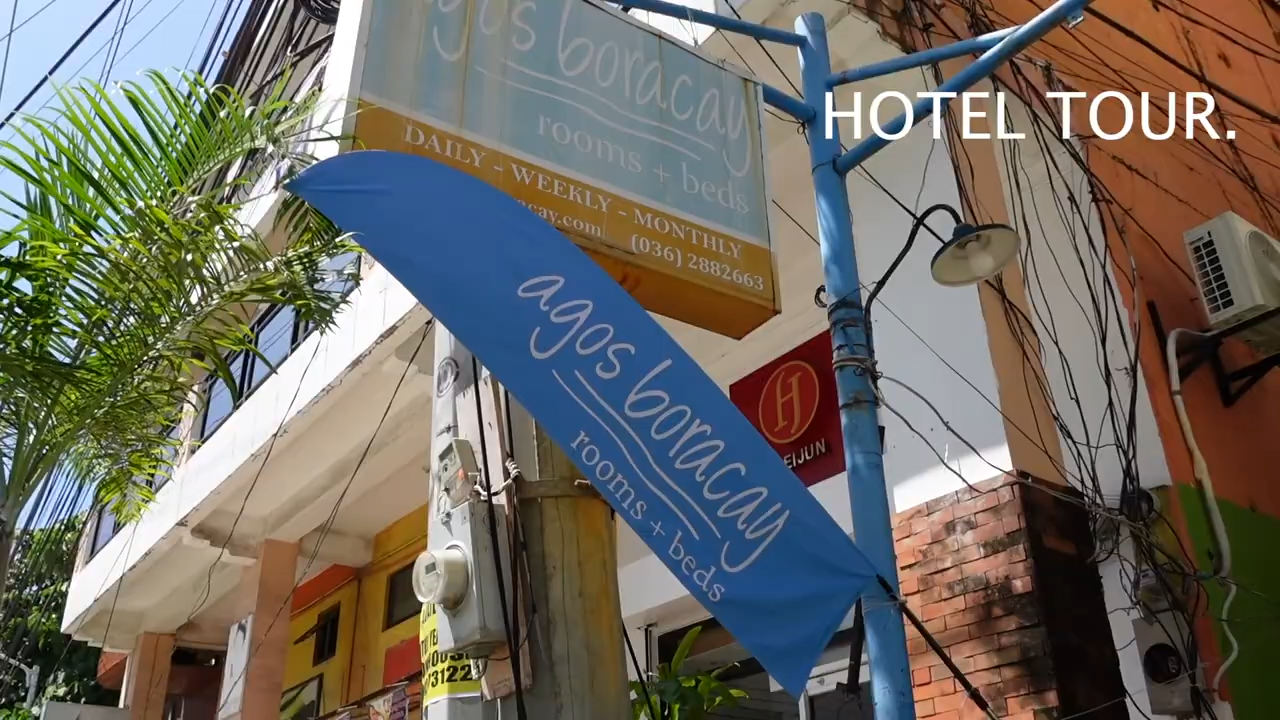 HOTEL TOUR.
agos boracay
rooms + beds
DAILY - WEEKLY - MONTHLY
(036) 2882663
agos boracay
rooms + beds
H